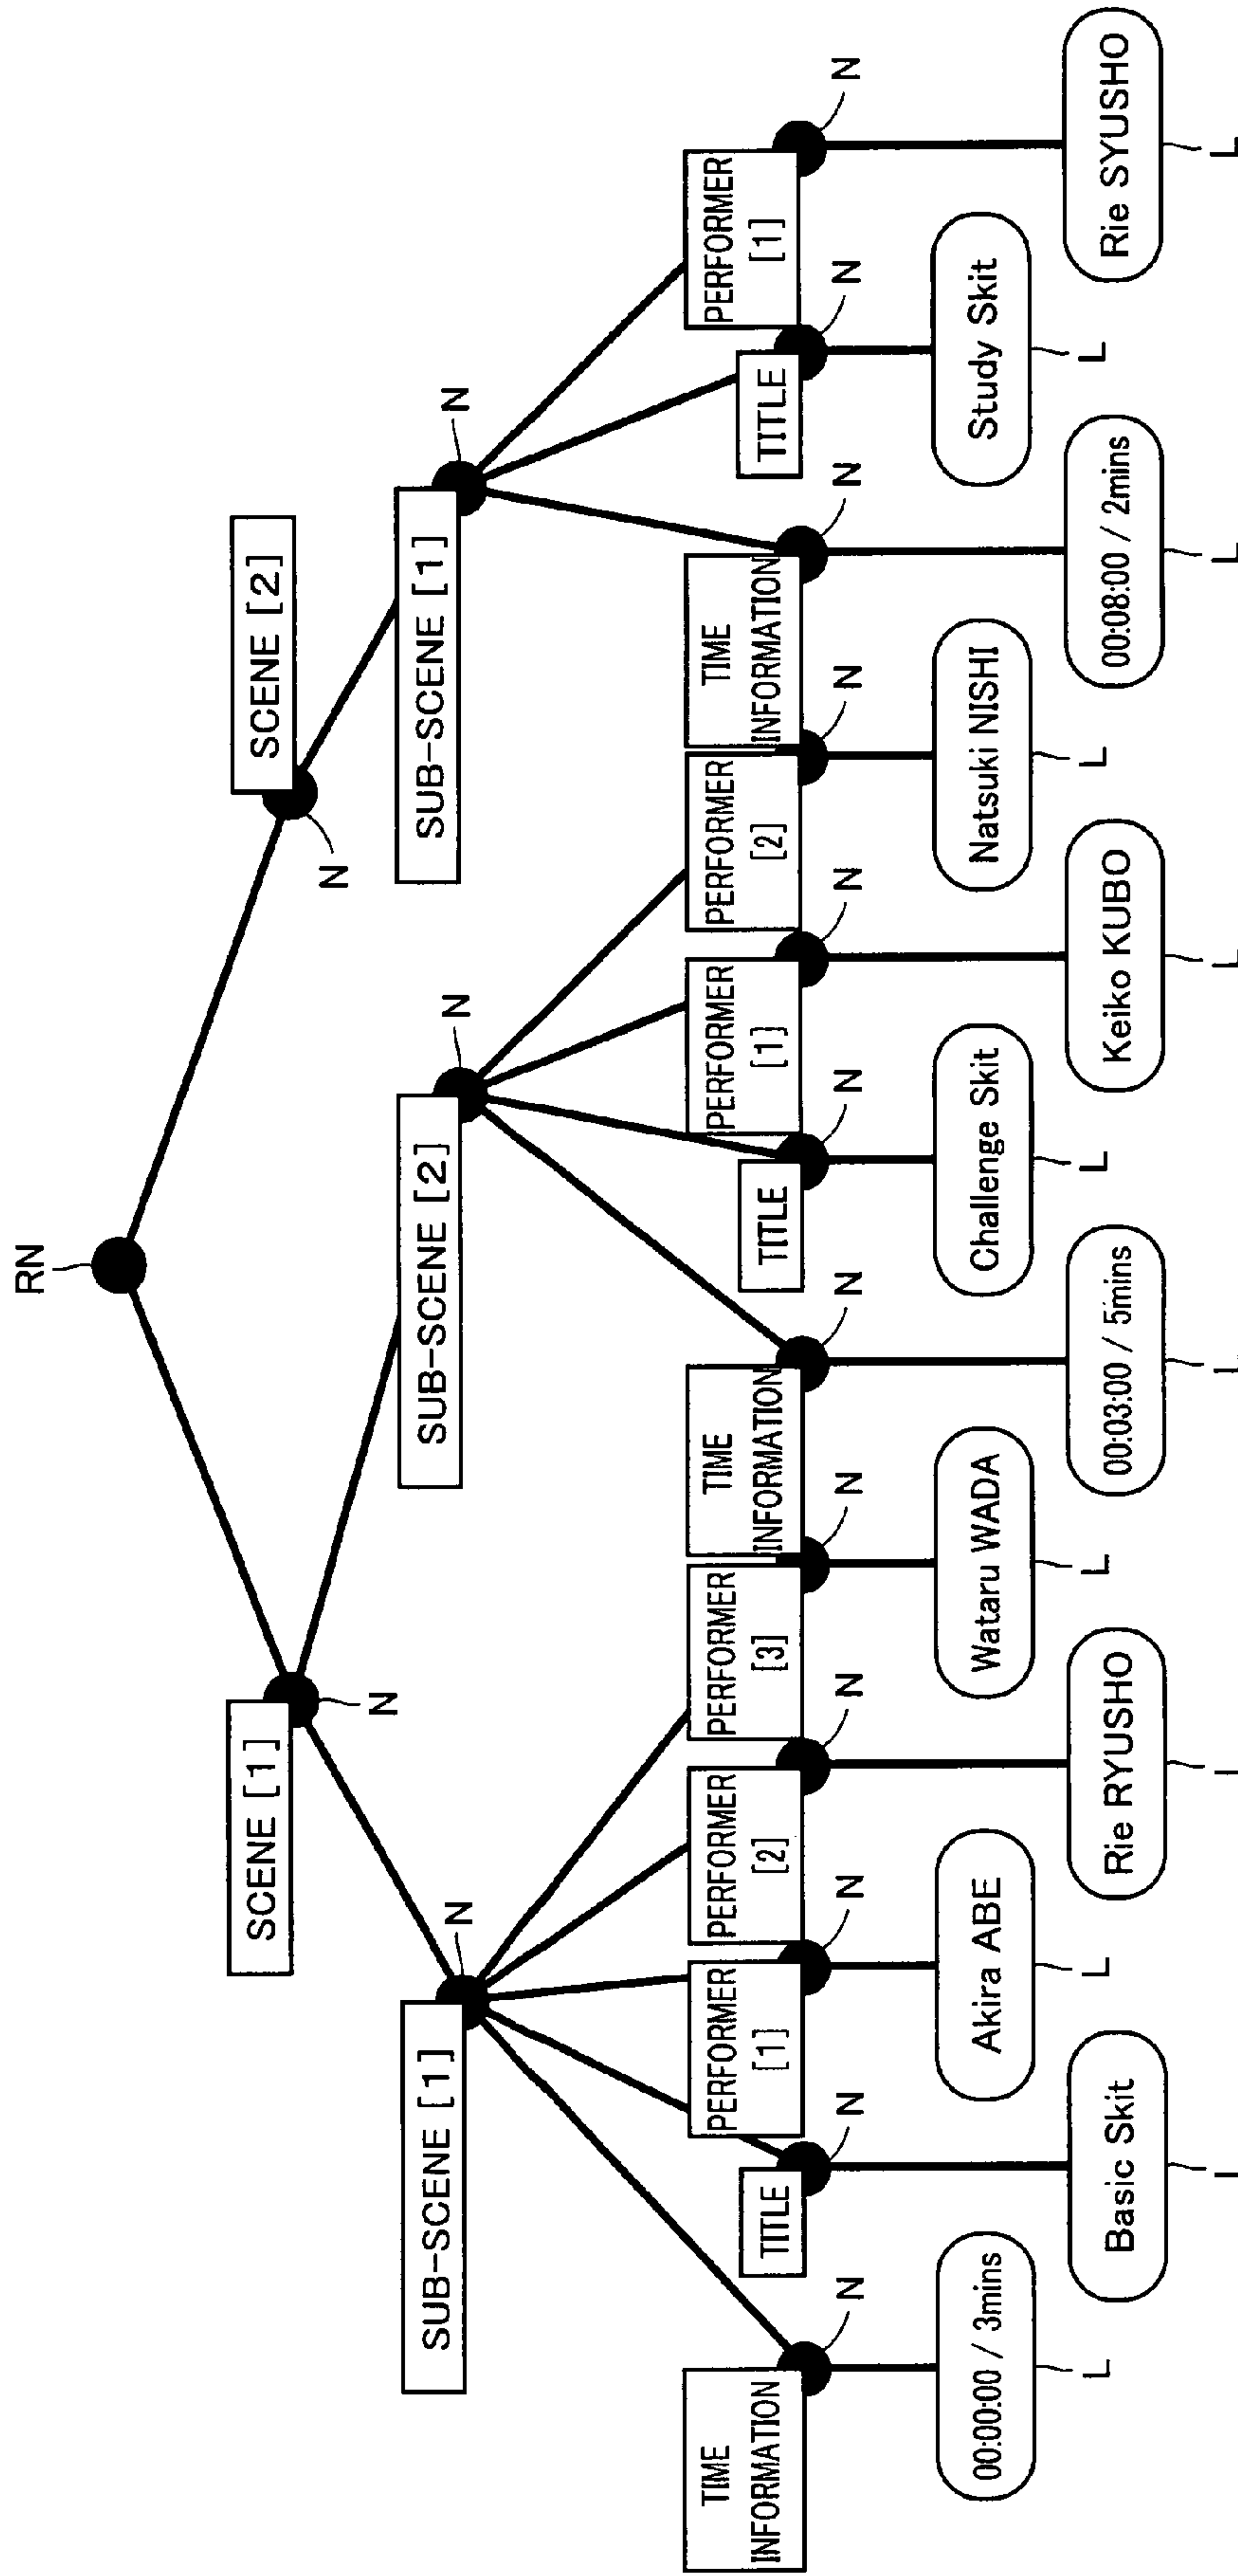 RN
SCENE [1]
N
SCENE [2]
N
SUB-SCENE [1]
N
SUB-SCENE [2]
N
SUB-SCENE [1]
N
TIME
INFORMATION
N
TITLE
N
PERFORMER
[1]
N
PERFORMER
[2]
N
PERFORMER
[3]
N
TIME
INFORMATION
N
TITLE
N
PERFORMER
[1]
N
PERFORMER
[2]
N
TIME
INFORMATION
N
TITLE
N
PERFORMER
[1]
N
00:00:00 / 3mins
L
Basic Skit
L
Akira ABE
L
Rie RYUSHO
L
Wataru WADA
L
00:03:00 / 5mins
L
Challenge Skit
L
Keiko KUBO
L
Natsuki NISHI
L
00:08:00 / 2mins
L
Study Skit
L
Rie SYUSHO
L